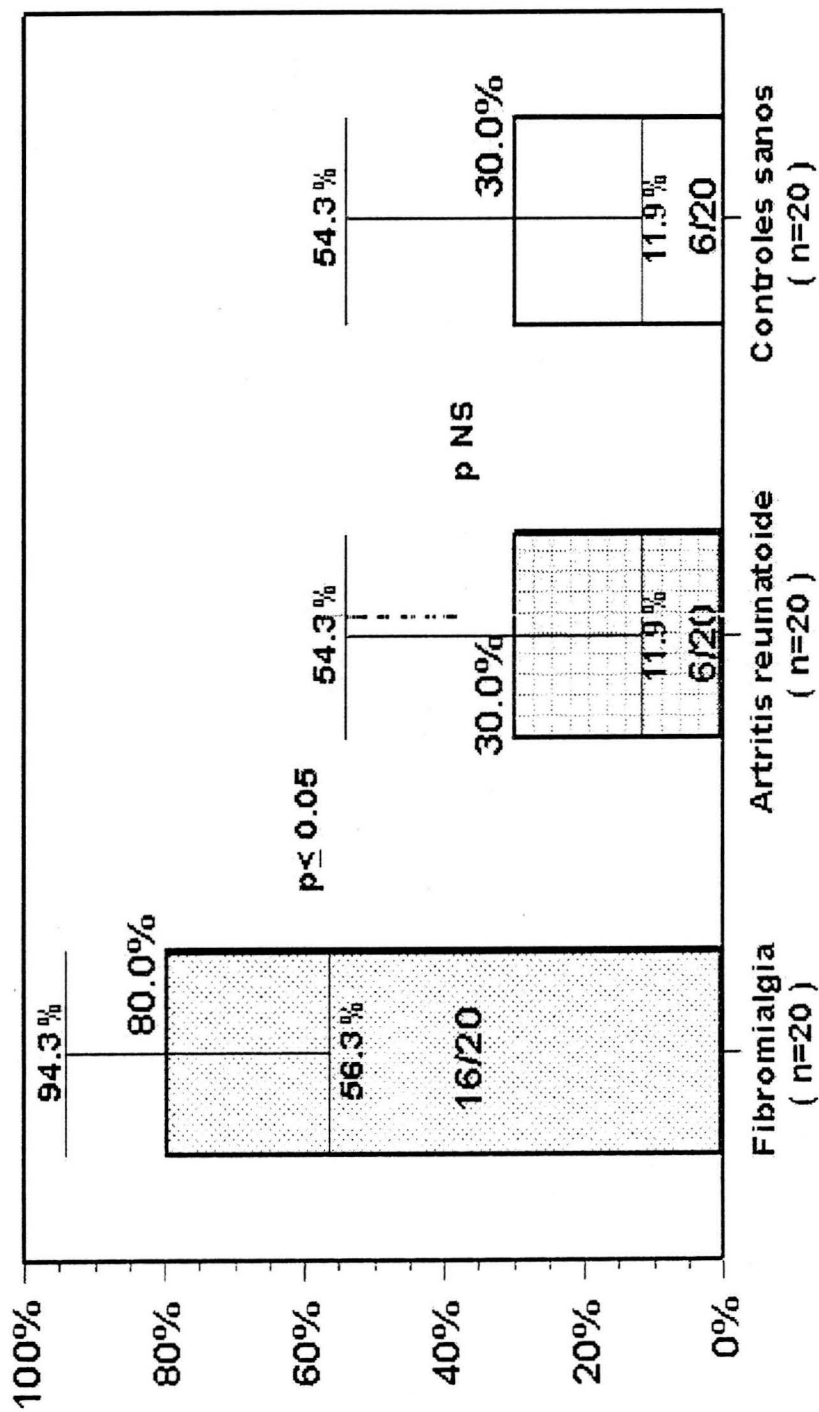 100%
80%
60%
40%
20%
0%
94.3%
80.0%
56.3%
16/20
p≤ 0.05
54.3%
30.0%
11.9%
6/20
p NS
54.3%
30.0%
11.9%
6/20
Fibromialgia
( n=20 )
Artritis reumatoide
( n=20 )
Controles sanos
( n=20 )